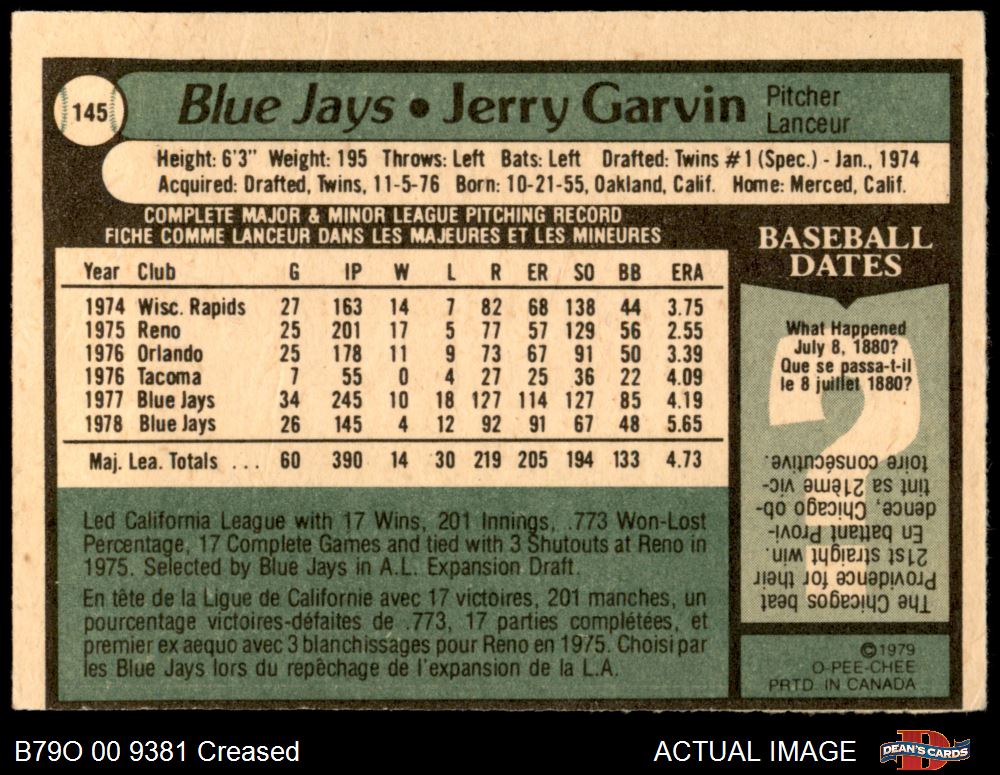 145
Blue Jays • Jerry Garvin
Pitcher
Lanceur
Height: 6'3" Weight: 195 Throws: Left Bats: Left Drafted: Twins #1 (Spec.) - Jan., 1974
Acquired: Drafted, Twins, 11-5-76 Born: 10-21-55, Oakland, Calif. Home: Merced, Calif.
COMPLETE MAJOR & MINOR LEAGUE PITCHING RECORD
FICHE COMME LANCEUR DANS LES MAJEURES ET LES MINEURES
Year Club G IP W L R ER SO BB ERA
1974 Wisc. Rapids 27 163 14 7 82 68 138 44 3.75
1975 Reno 25 201 17 5 77 57 129 56 2.55
1976 Orlando 25 178 11 9 73 67 91 50 3.39
1976 Tacoma 7 55 0 4 27 25 36 22 4.09
1977 Blue Jays 34 245 10 18 127 114 127 85 4.19
1978 Blue Jays 26 145 4 12 92 91 67 48 5.65
Maj. Lea. Totals ... 60 390 14 30 219 205 194 133 4.73
Led California League with 17 Wins, 201 Innings, .773 Won-Lost
Percentage, 17 Complete Games and tied with 3 Shutouts at Reno in
1975. Selected by Blue Jays in A.L. Expansion Draft.
En tête de la Ligue de Californie avec 17 victoires, 201 manches, un
pourcentage victoires-défaites de .773, 17 parties complétées, et
premier ex aequo avec 3 blanchissages pour Reno en 1975. Choisi par
les Blue Jays lors du repêchage de l'expansion de la L.A.
BASEBALL
DATES
What Happened
July 8, 1880?
Que se passa-t-il
le 8 juillet 1880?
The Chicagos beat
Providence for their
21st straight win.
En battant Provi-
dence, Chicago ob-
tint sa 21ème vic-
toire consécutive.
©1979
O-PEE-CHEE
PRTD. IN CANADA
B79O 00 9381 Creased
ACTUAL IMAGE
DEAN'S CARDS